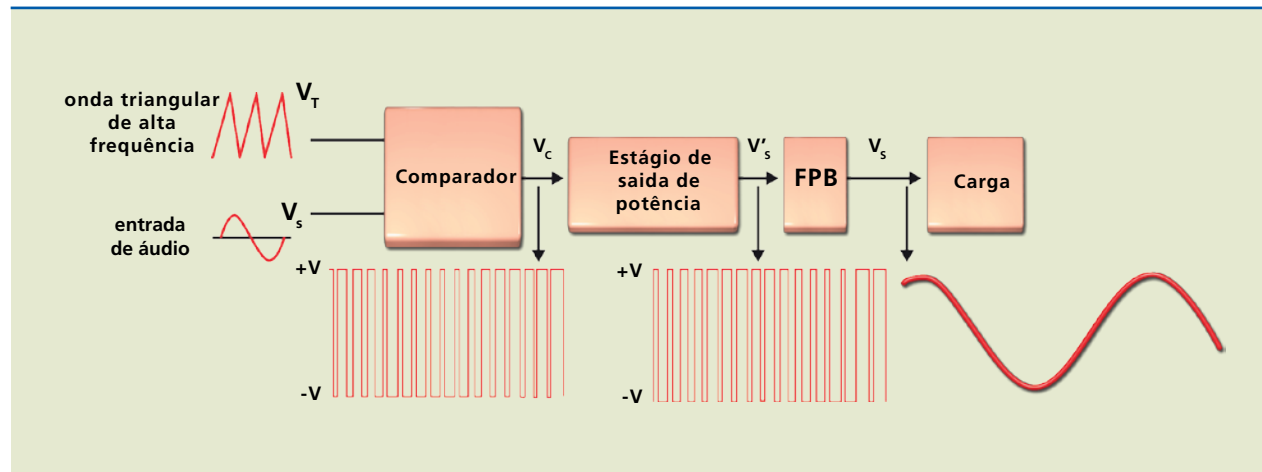 onda triangular
de alta
frequência
V_T
entrada
de áudio
V_s
Comparador
V_C
Estágio de
saida de
potência
V'_s
FPB
V_s
Carga
+V
-V
+V
-V